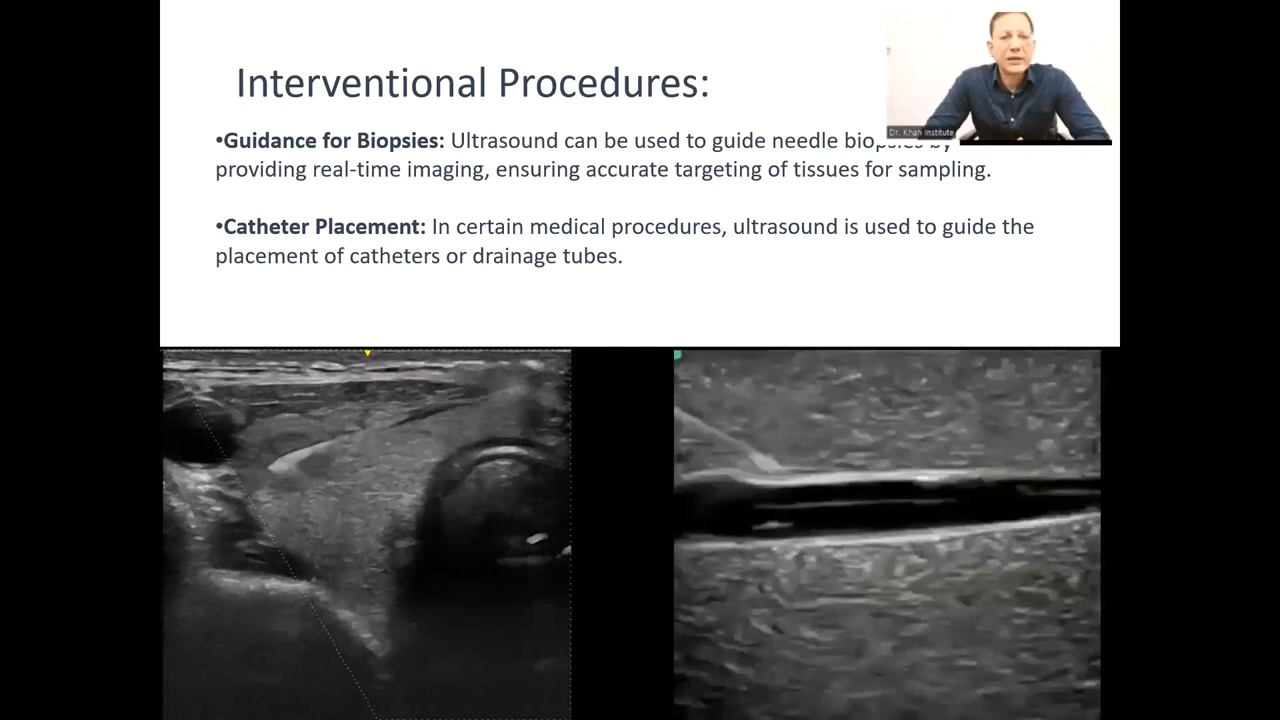 Interventional Procedures:
•Guidance for Biopsies: Ultrasound can be used to guide needle biopsies by
providing real-time imaging, ensuring accurate targeting of tissues for sampling.
•Catheter Placement: In certain medical procedures, ultrasound is used to guide the
placement of catheters or drainage tubes.
Dr. Khan Institute